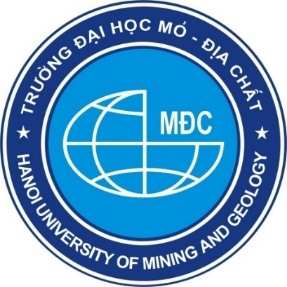 TRƯỜNG ĐẠI HỌC MỎ - ĐỊA CHẤT
MĐC
HANOI UNIVERSITY OF MINING AND GEOLOGY